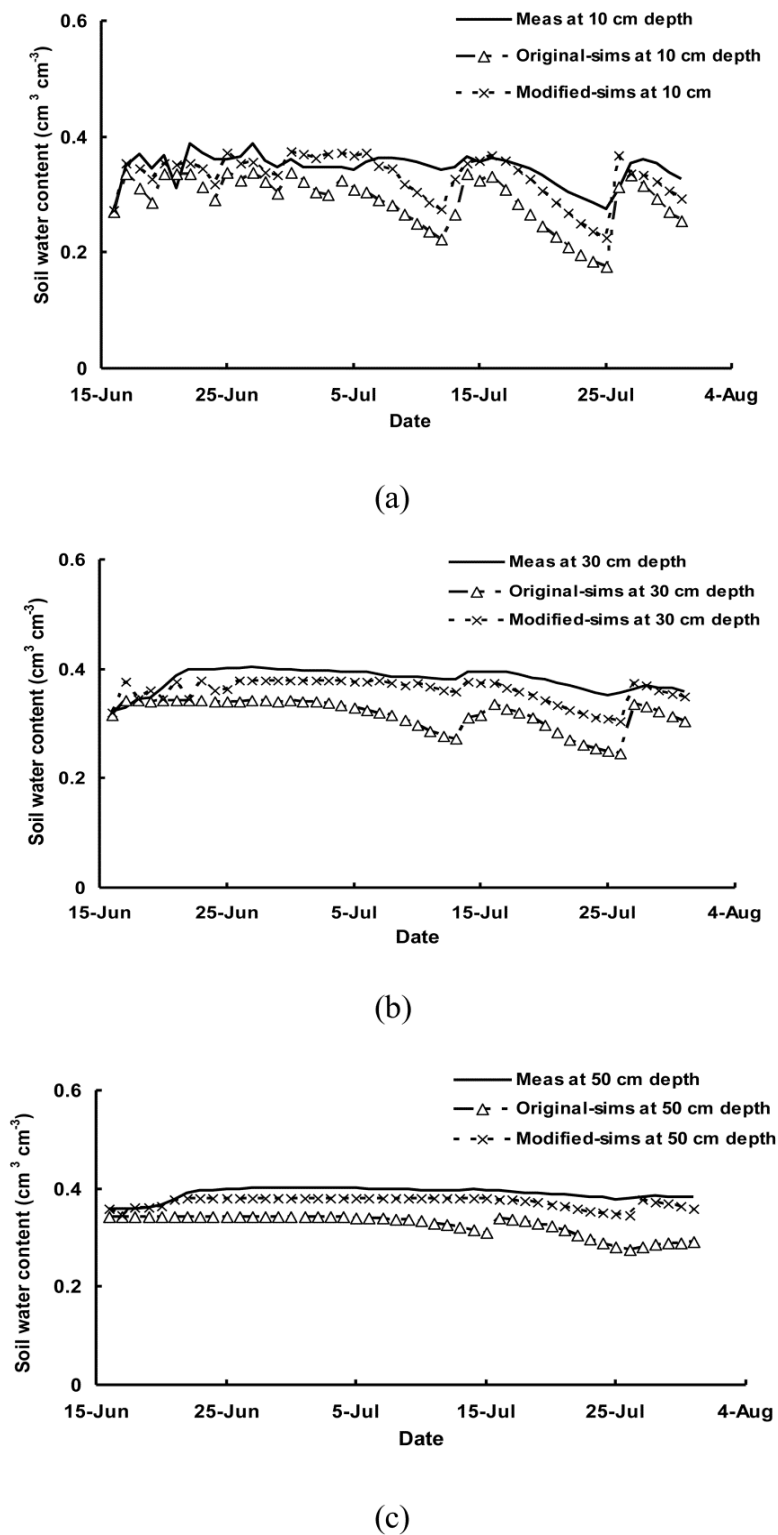 0.6
0.4
0.2
0
Soil water content (cm ³ cm⁻³)
Meas at 10 cm depth
Original-sims at 10 cm depth
Modified-sims at 10 cm
15-Jun 25-Jun 5-Jul 15-Jul 25-Jul 4-Aug
Date
(a)
0.6
0.4
0.2
0
Soil water content (cm³ cm⁻³)
Meas at 30 cm depth
Original-sims at 30 cm depth
Modified-sims at 30 cm depth
15-Jun 25-Jun 5-Jul 15-Jul 25-Jul 4-Aug
Date
(b)
0.6
0.4
0.2
0
Soil water content (cm ³ cm⁻³)
Meas at 50 cm depth
Original-sims at 50 cm depth
Modified-sims at 50 cm depth
15-Jun 25-Jun 5-Jul 15-Jul 25-Jul 4-Aug
Date
(c)